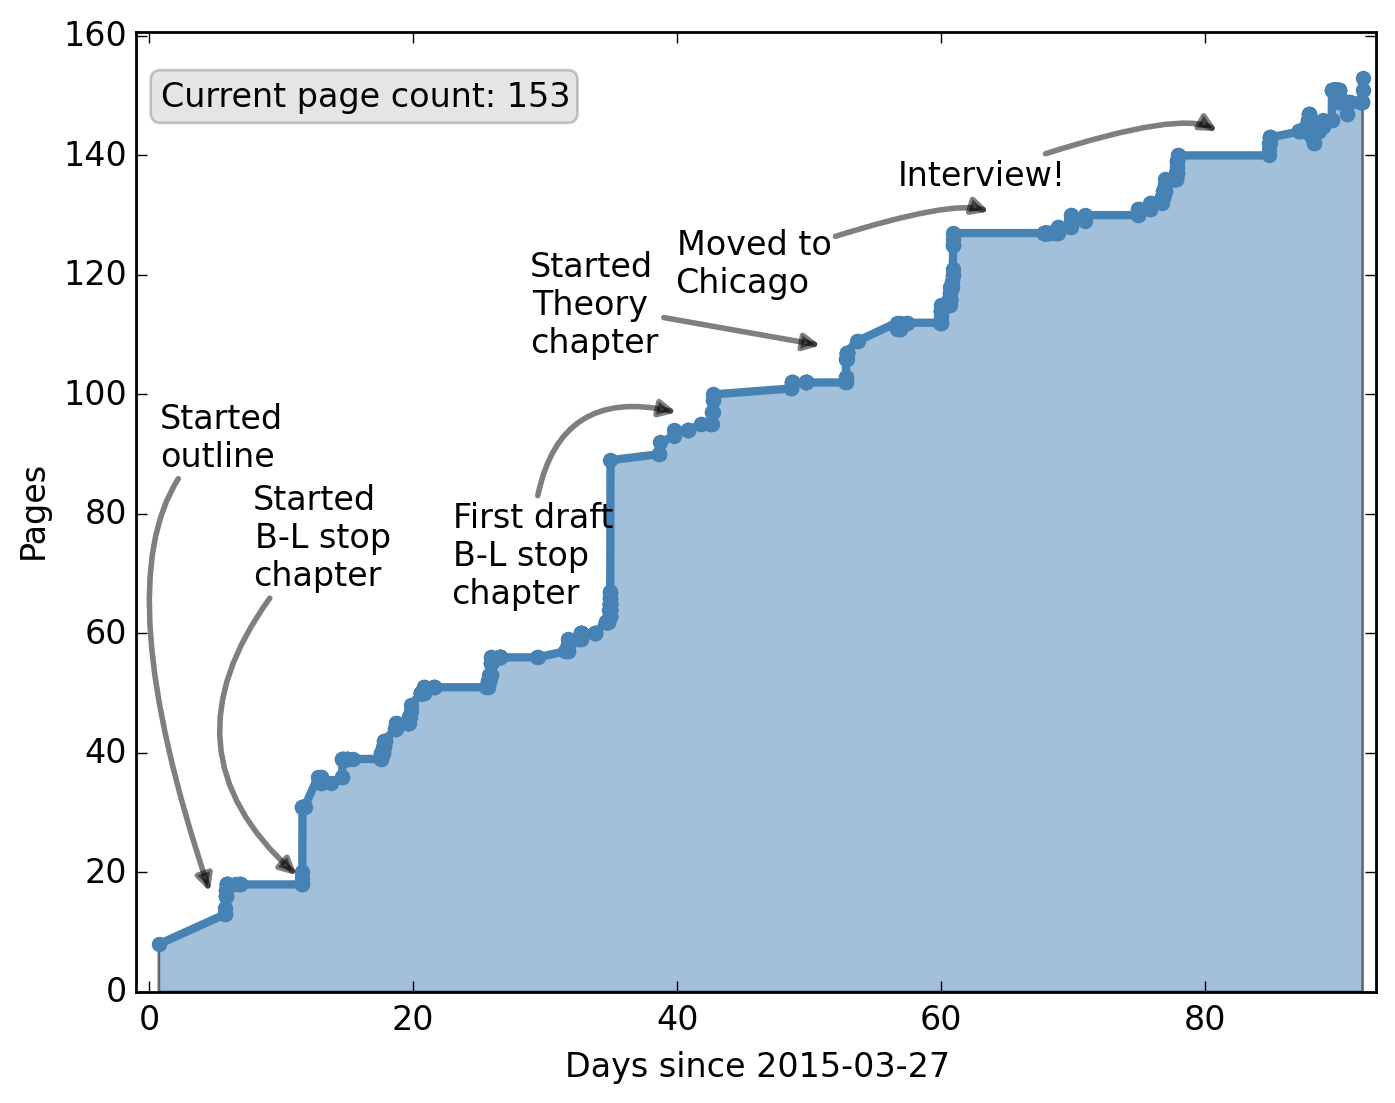 160
140
120
100
80
60
40
20
0
Pages
Current page count: 153
Interview!
Moved to
Chicago
Started
Theory
chapter
Started
outline
Started
B-L stop
chapter
First draft
B-L stop
chapter
0 20 40 60 80
Days since 2015-03-27